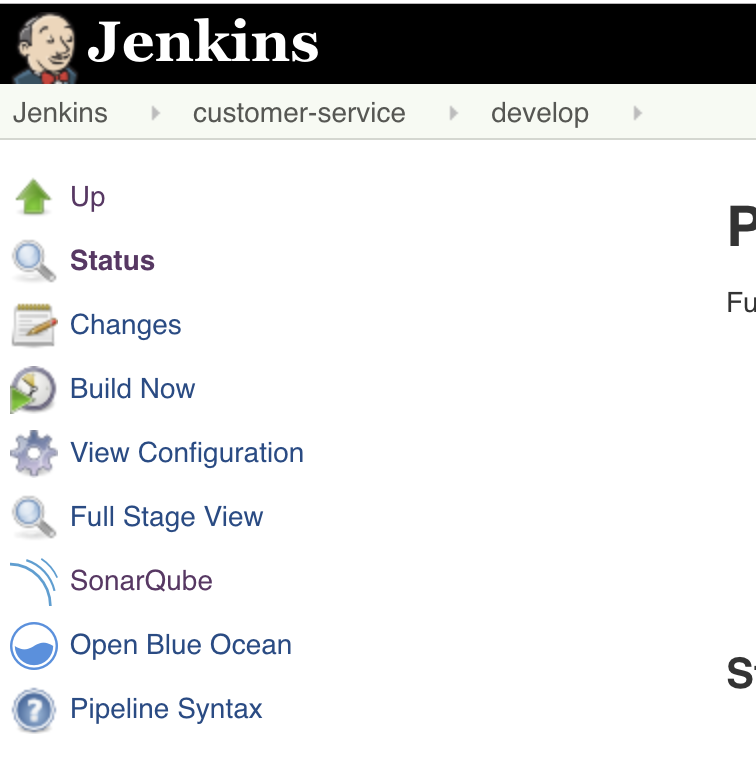 Jenkins
Jenkins customer-service develop
Up
P
Status
Fu
Changes
Build Now
View Configuration
Full Stage View
SonarQube
Open Blue Ocean
St
Pipeline Syntax